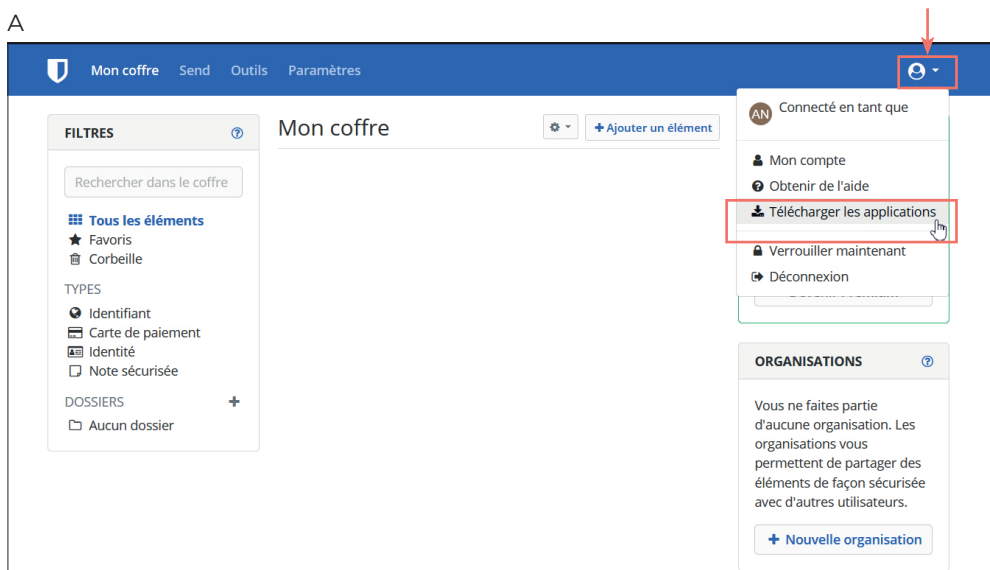 A
Mon coffre Send Outils Paramètres
FILTRES
Rechercher dans le coffre
Tous les éléments
Favoris
Corbeille
TYPES
Identifiant
Carte de paiement
Identité
Note sécurisée
DOSSIERS
Aucun dossier
Mon coffre
Ajouter un élément
AN Connecté en tant que
Mon compte
Obtenir de l'aide
Télécharger les applications
Verrouiller maintenant
Déconnexion
ORGANISATIONS
Vous ne faites partie
d'aucune organisation. Les
organisations vous
permettent de partager des
éléments de façon sécurisée
avec d'autres utilisateurs.
Nouvelle organisation